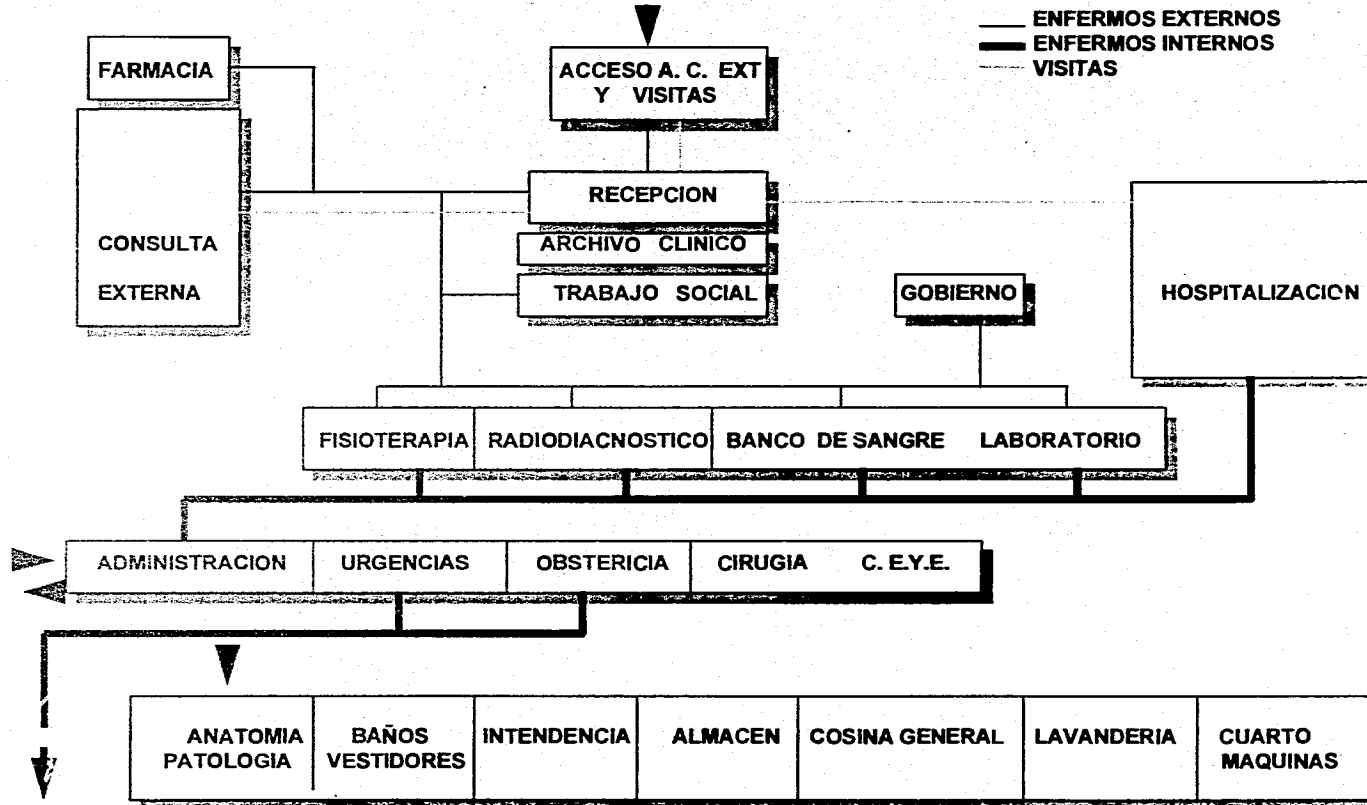 ENFERMOS EXTERNOS
ENFERMOS INTERNOS
VISITAS
FARMACIA
ACCESO A. C. EXT
Y VISITAS
RECEPCION
ARCHIVO CLINICO
TRABAJO SOCIAL
CONSULTA
EXTERNA
GOBIERNO
HOSPITALIZACION
FISIOTERAPIA
RADIODIACNOSTICO
BANCO DE SANGRE
LABORATORIO
ADMINISTRACION
URGENCIAS
OBSTERICIA
CIRUGIA
C. E.Y.E.
ANATOMIA
PATOLOGIA
BAÑOS
VESTIDORES
INTENDENCIA
ALMACEN
COSINA GENERAL
LAVANDERIA
CUARTO
MAQUINAS